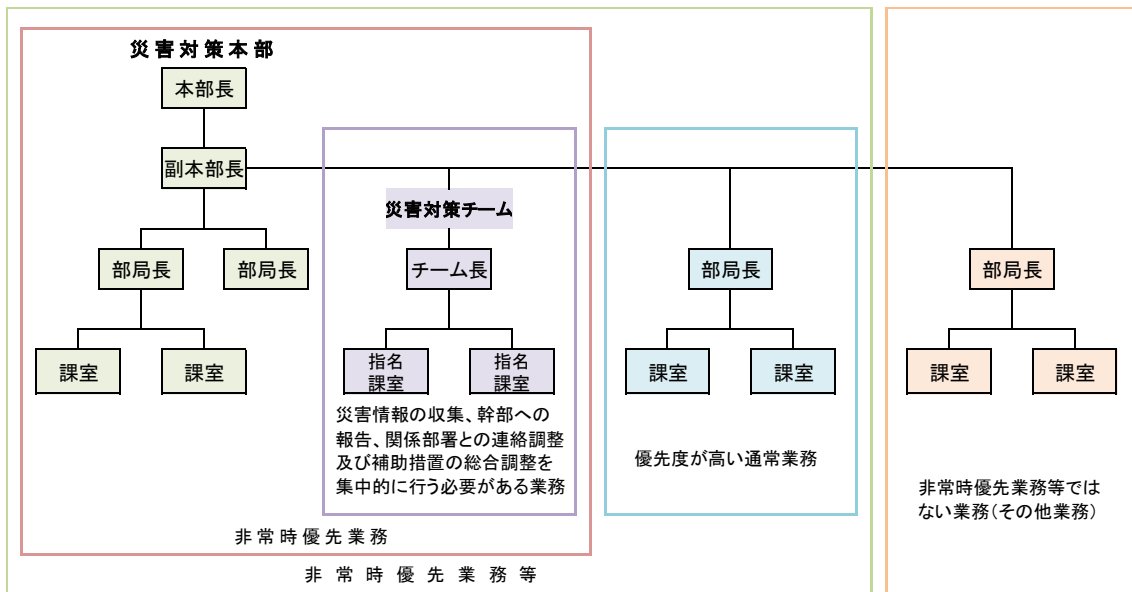 災害対策本部
本部長
副本部長
災害対策チーム
部局長
部局長
チーム長
部局長
部局長
課室
課室
指名
課室
指名
課室
課室
課室
課室
課室
災害情報の収集、幹部への
報告、関係部署との連絡調整
及び補助措置の総合調整を
集中的に行う必要がある業務
優先度が高い通常業務
非常時優先業務等では
ない業務(その他業務)
非常時優先業務
非常時優先業務等